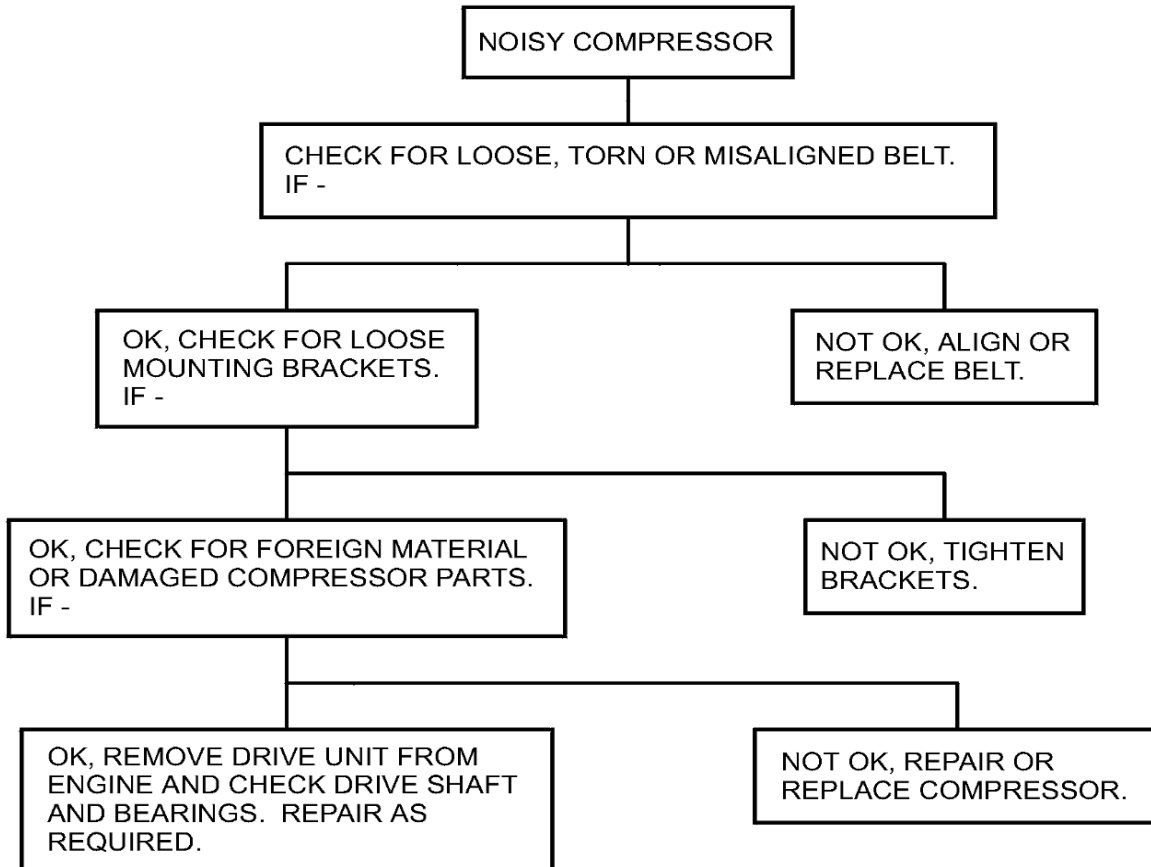 NOISY COMPRESSOR
CHECK FOR LOOSE, TORN OR MISALIGNED BELT.
IF -
OK, CHECK FOR LOOSE
MOUNTING BRACKETS.
IF -
NOT OK, ALIGN OR
REPLACE BELT.
OK, CHECK FOR FOREIGN MATERIAL
OR DAMAGED COMPRESSOR PARTS.
IF -
NOT OK, TIGHTEN
BRACKETS.
OK, REMOVE DRIVE UNIT FROM
ENGINE AND CHECK DRIVE SHAFT
AND BEARINGS.  REPAIR AS
REQUIRED.
NOT OK, REPAIR OR
REPLACE COMPRESSOR.